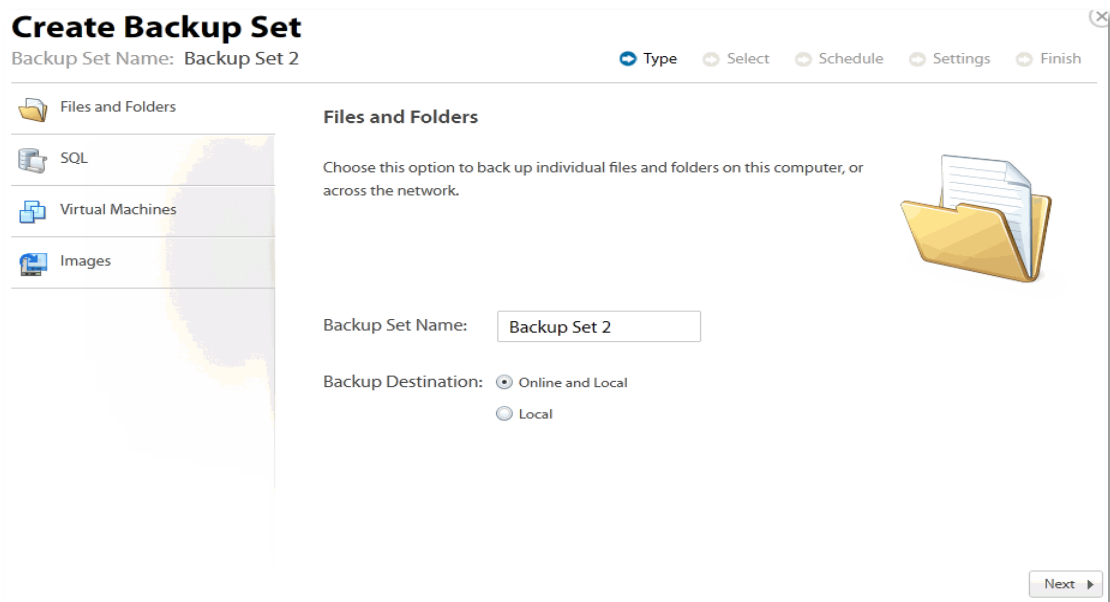 Create Backup Set
Backup Set Name: Backup Set 2
Type Select Schedule Settings Finish
Files and Folders
SQL
Virtual Machines
Images
Files and Folders
Choose this option to back up individual files and folders on this computer, or
across the network.
Backup Set Name: Backup Set 2
Backup Destination: Online and Local
Local
Next